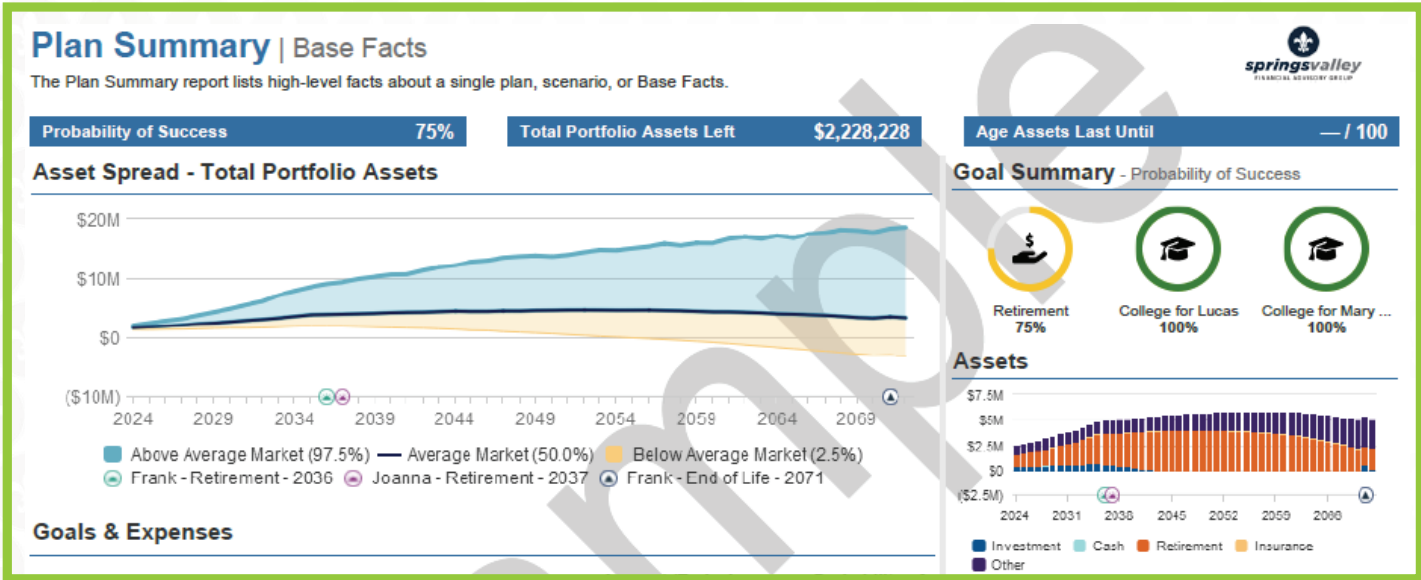 Plan Summary | Base Facts
The Plan Summary report lists high-level facts about a single plan, scenario, or Base Facts.
springsvalley
FINANCIAL ADVISORY GROUP
Probability of Success 75%
Total Portfolio Assets Left $2,228,228
Age Assets Last Until — / 100
Asset Spread - Total Portfolio Assets
$20M
$10M
$0
($10M)
2024 2029 2034 2039 2044 2049 2054 2059 2064 2069
Above Average Market (97.5%) Average Market (50.0%) Below Average Market (2.5%)
Frank - Retirement - 2036 Joanna - Retirement - 2037 Frank - End of Life - 2071
Goals & Expenses
Goal Summary - Probability of Success
$
Retirement
75%
College for Lucas
100%
College for Mary ...
100%
Assets
$7.5M
$5M
$2.5M
$0
($2.5M)
2024 2031 2038 2045 2052 2059 2066
Investment Cash Retirement Insurance
Other
mple